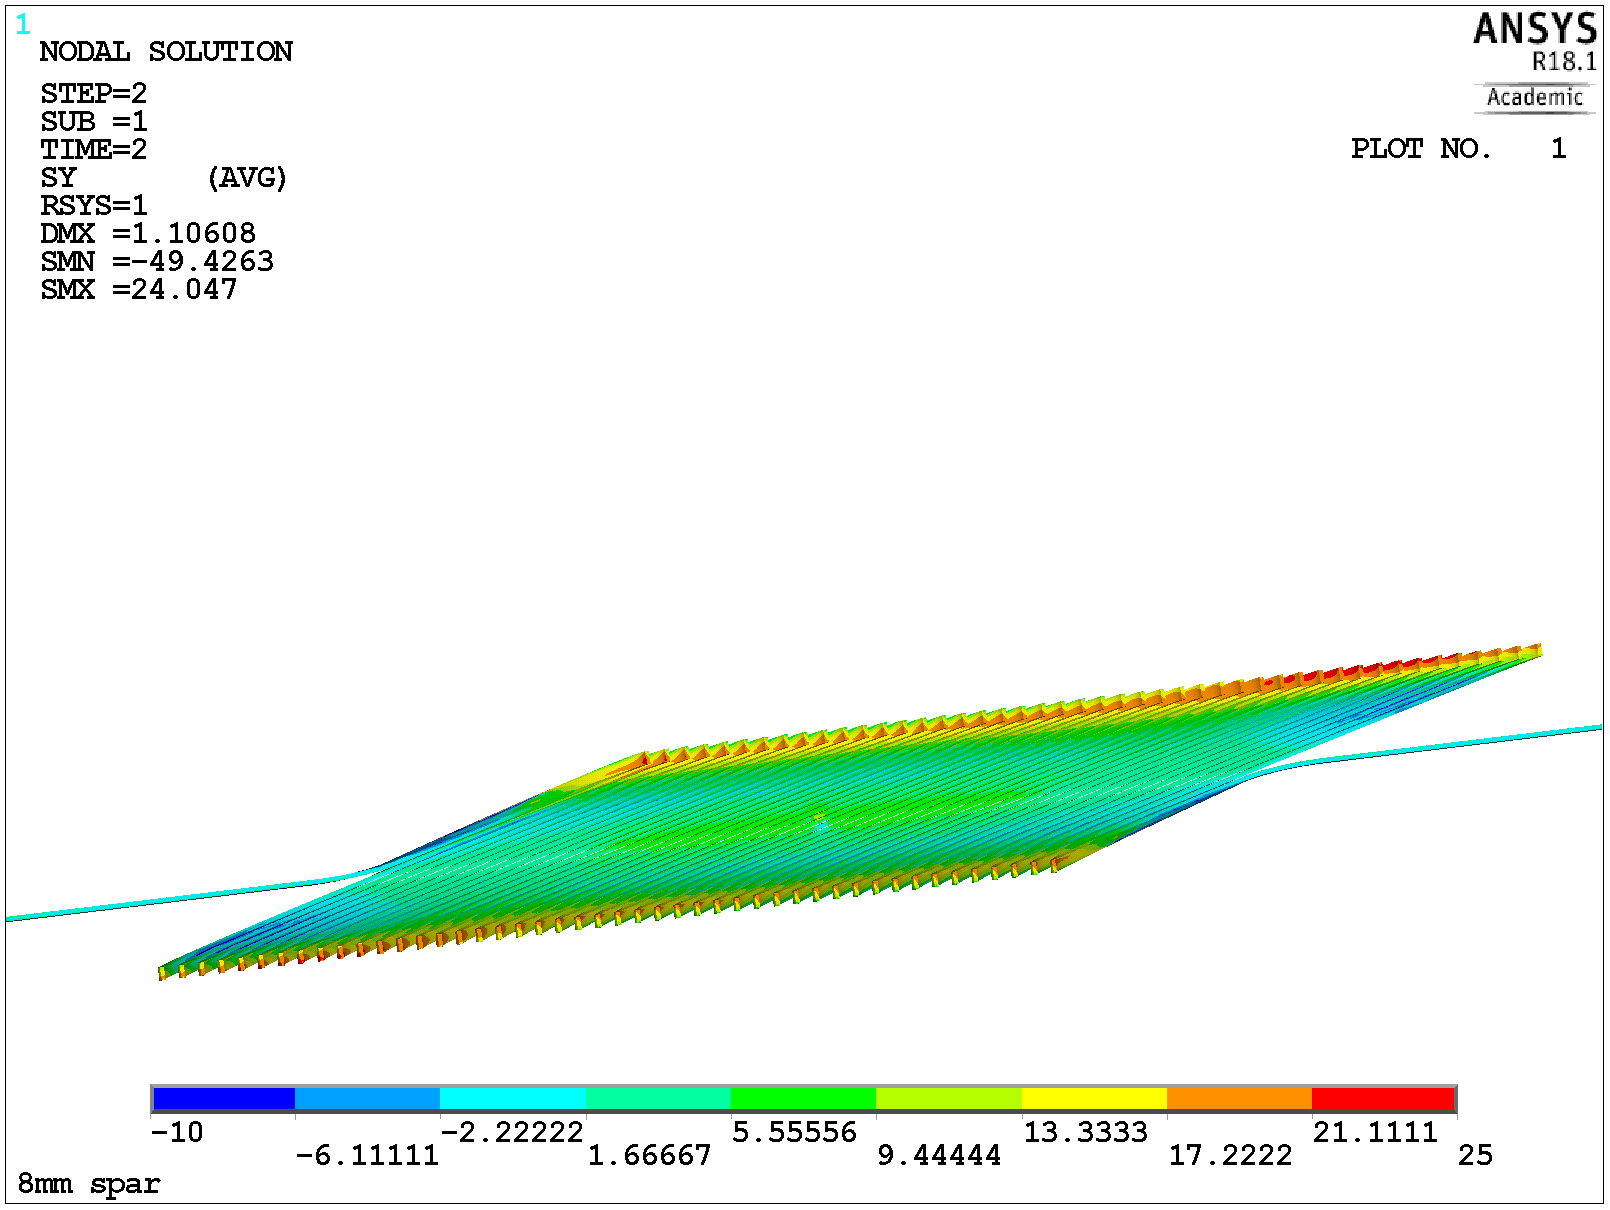 1
NODAL SOLUTION
STEP=2
SUB =1
TIME=2
SY (AVG)
RSYS=1
DMX =1.10608
SMN =-49.4263
SMX =24.047
ANSYS
R18.1
Academic
PLOT NO. 1
-10 -2.22222 5.55556 13.3333 21.1111
-6.11111 1.66667 9.44444 17.2222 25
8mm spar